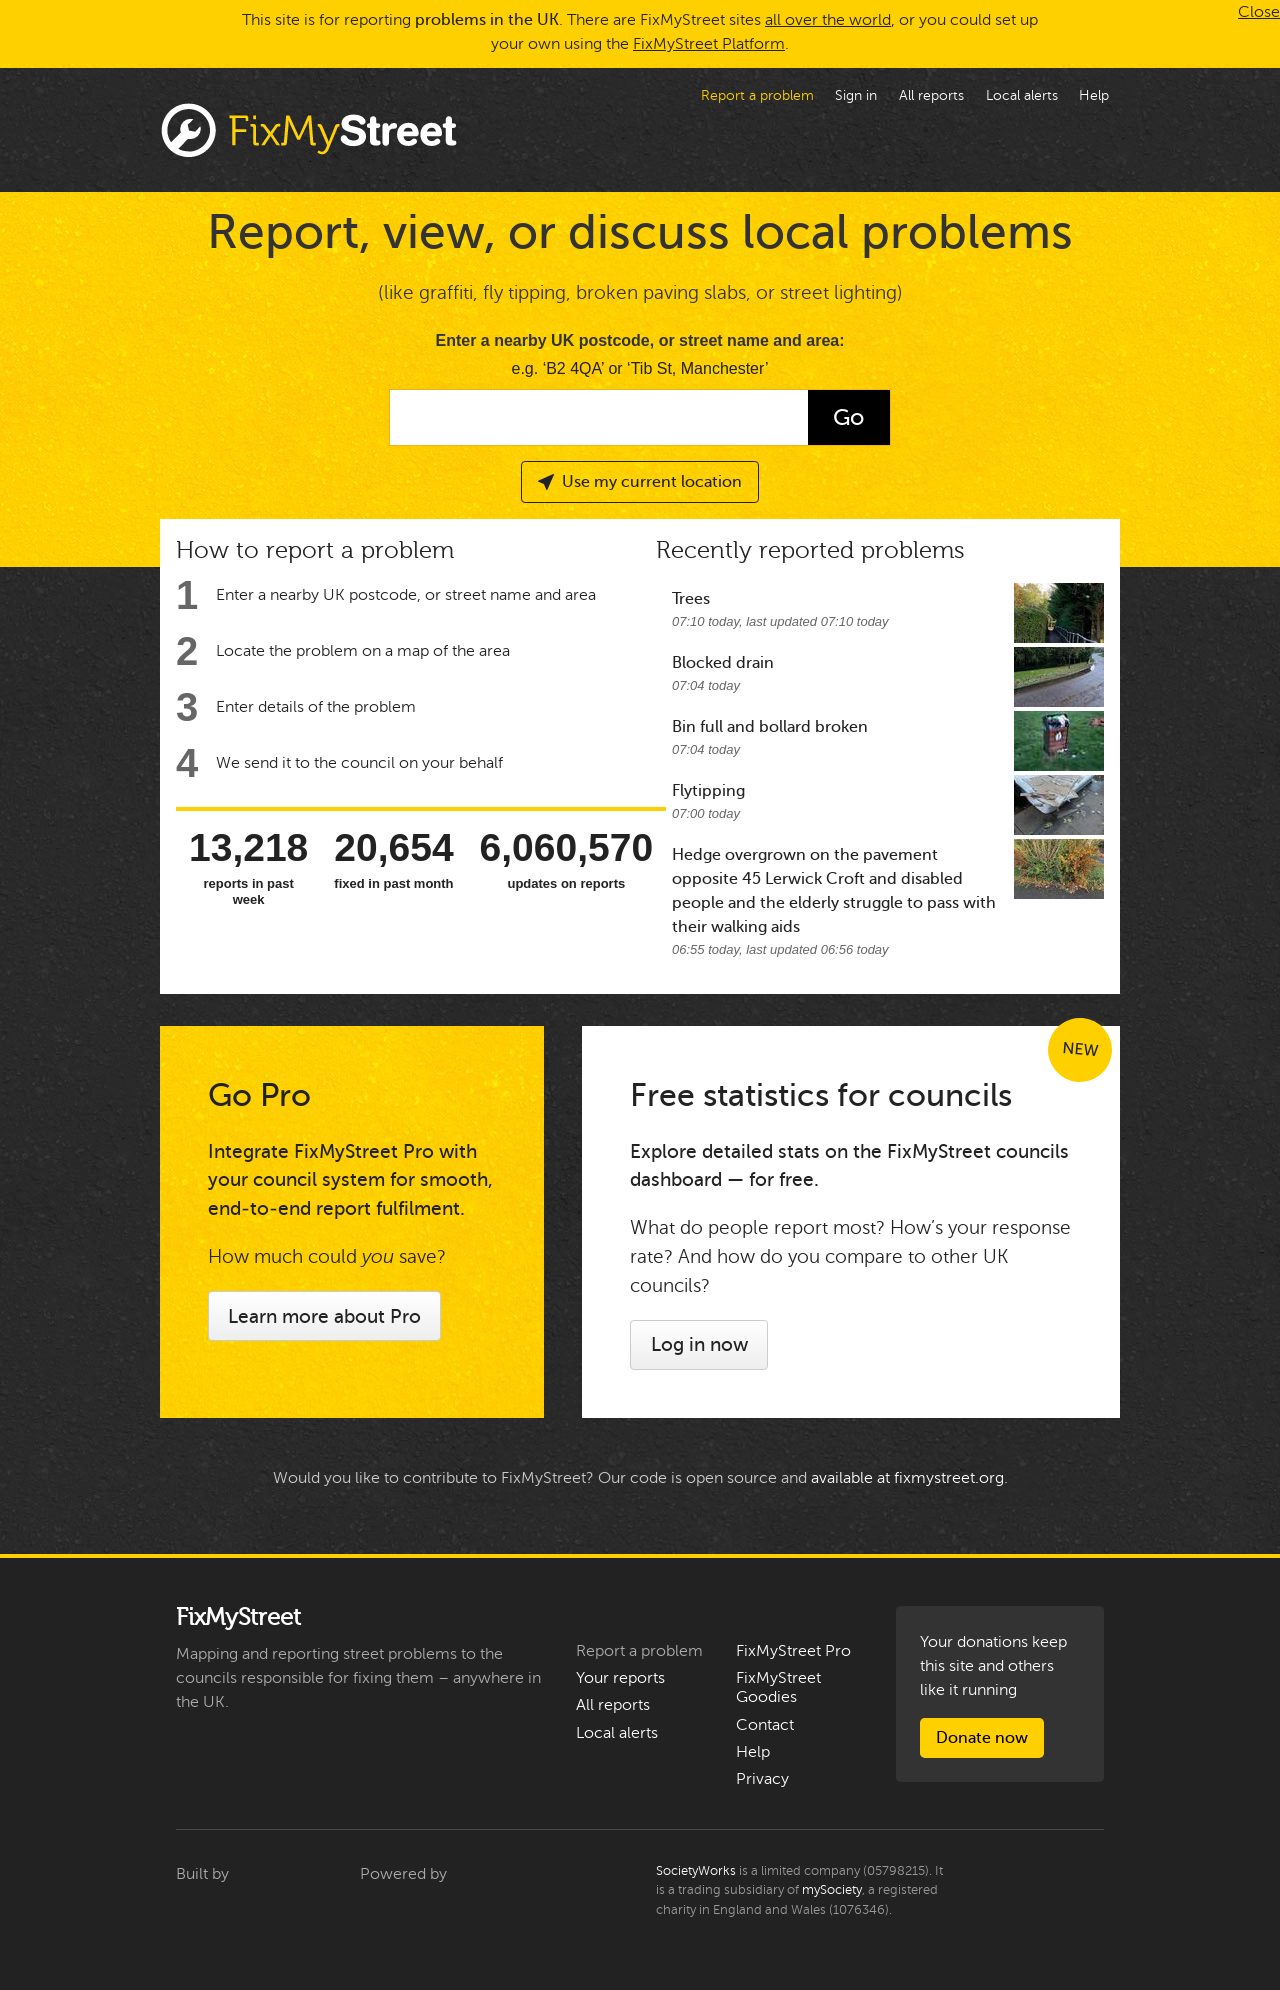 This site is for reporting problems in the UK. There are FixMyStreet sites all over the world, or you could set up
your own using the FixMyStreet Platform.
Close
Report a problem Sign in All reports Local alerts Help
FixMyStreet
Report, view, or discuss local problems
(like graffiti, fly tipping, broken paving slabs, or street lighting)
Enter a nearby UK postcode, or street name and area:
e.g. ‘B2 4QA’ or ‘Tib St, Manchester’
Go
Use my current location
How to report a problem
1 Enter a nearby UK postcode, or street name and area
2 Locate the problem on a map of the area
3 Enter details of the problem
4 We send it to the council on your behalf
13,218 20,654 6,060,570
reports in past fixed in past month updates on reports
week
Recently reported problems
Trees
07:10 today, last updated 07:10 today
Blocked drain
07:04 today
Bin full and bollard broken
07:04 today
Flytipping
07:00 today
Hedge overgrown on the pavement
opposite 45 Lerwick Croft and disabled
people and the elderly struggle to pass with
their walking aids
06:55 today, last updated 06:56 today
Go Pro
Integrate FixMyStreet Pro with
your council system for smooth,
end-to-end report fulfilment.
How much could you save?
Learn more about Pro
NEW
Free statistics for councils
Explore detailed stats on the FixMyStreet councils
dashboard — for free.
What do people report most? How’s your response
rate? And how do you compare to other UK
councils?
Log in now
Would you like to contribute to FixMyStreet? Our code is open source and available at fixmystreet.org.
FixMyStreet
Mapping and reporting street problems to the
councils responsible for fixing them – anywhere in
the UK.
Report a problem
Your reports
All reports
Local alerts
FixMyStreet Pro
FixMyStreet
Goodies
Contact
Help
Privacy
Your donations keep
this site and others
like it running
Donate now
Built by
Powered by
SocietyWorks is a limited company (05798215). It
is a trading subsidiary of mySociety, a registered
charity in England and Wales (1076346).